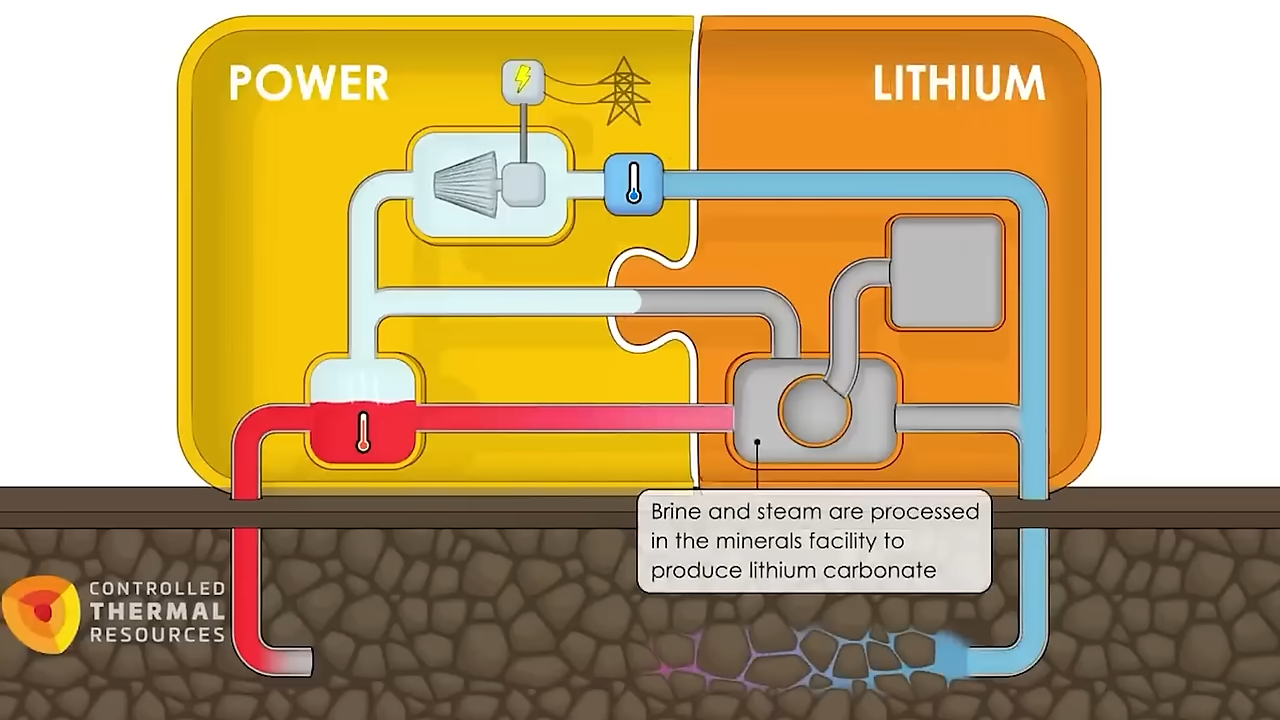 POWER
LITHIUM
Brine and steam are processed
in the minerals facility to
produce lithium carbonate
CONTROLLED
THERMAL
RESOURCES